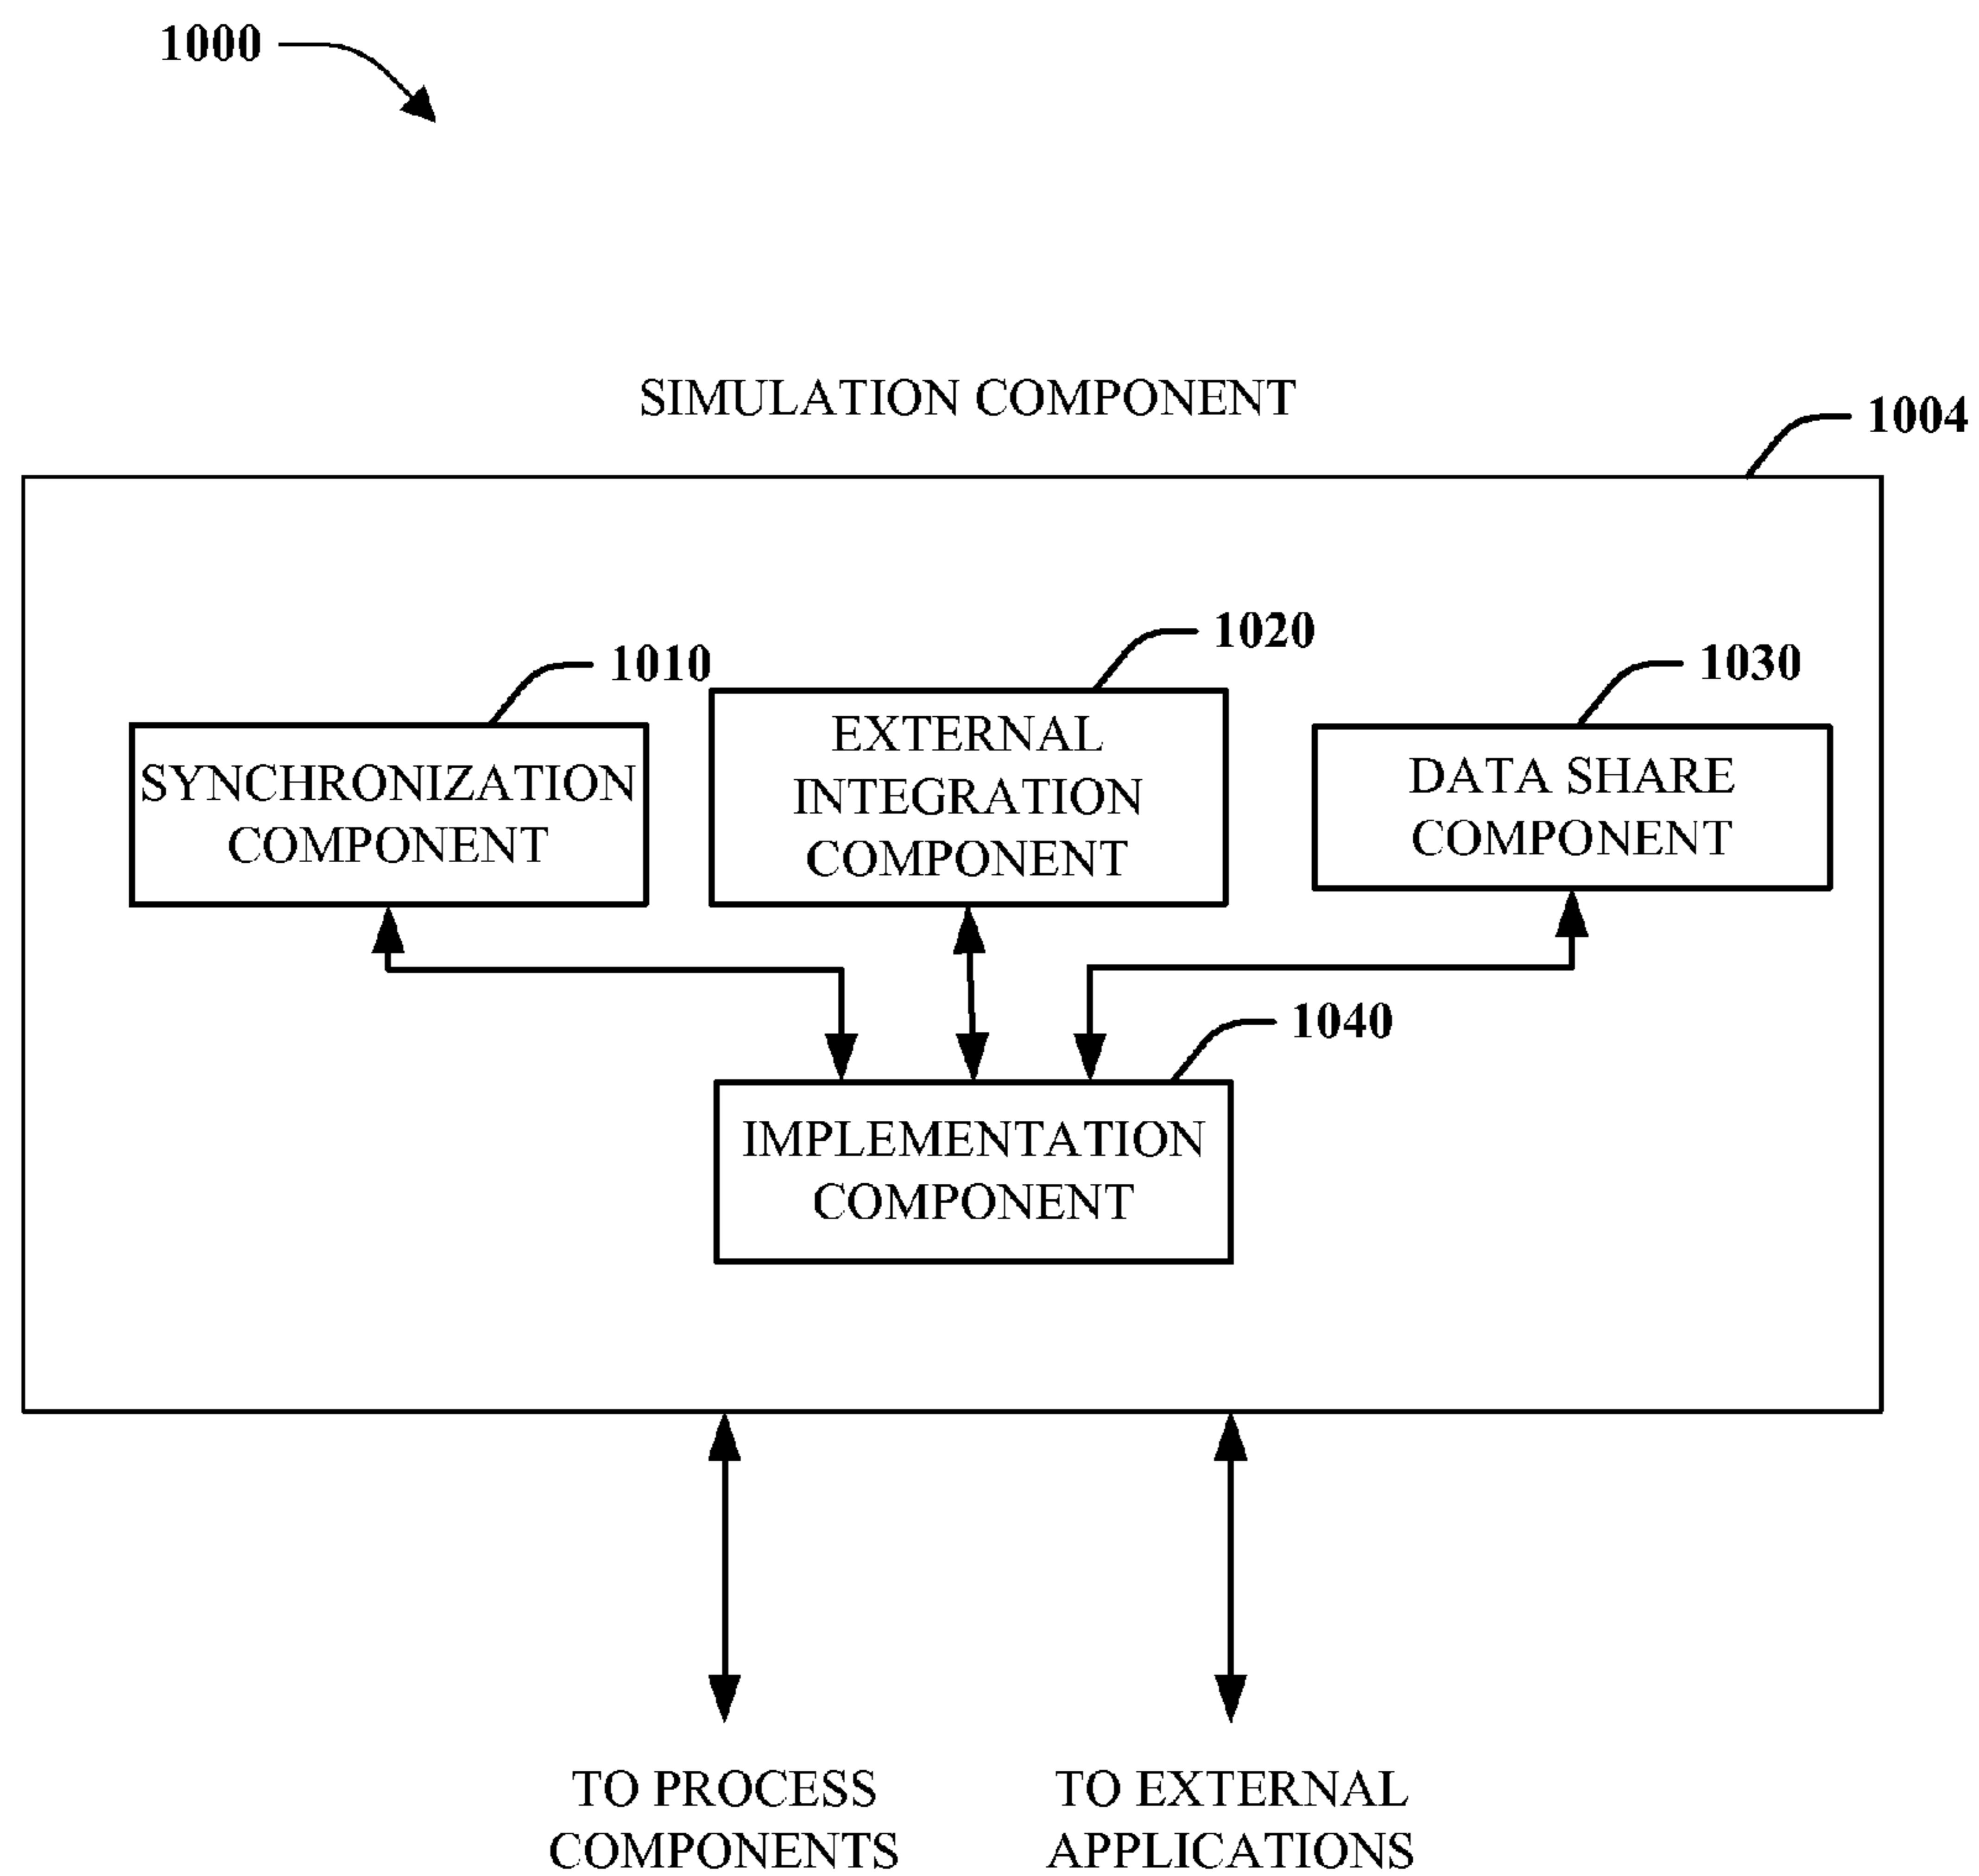 1000
SIMULATION COMPONENT
1004
1010
1020
1030
SYNCHRONIZATION
COMPONENT
EXTERNAL
INTEGRATION
COMPONENT
DATA SHARE
COMPONENT
1040
IMPLEMENTATION
COMPONENT
TO PROCESS
COMPONENTS
TO EXTERNAL
APPLICATIONS